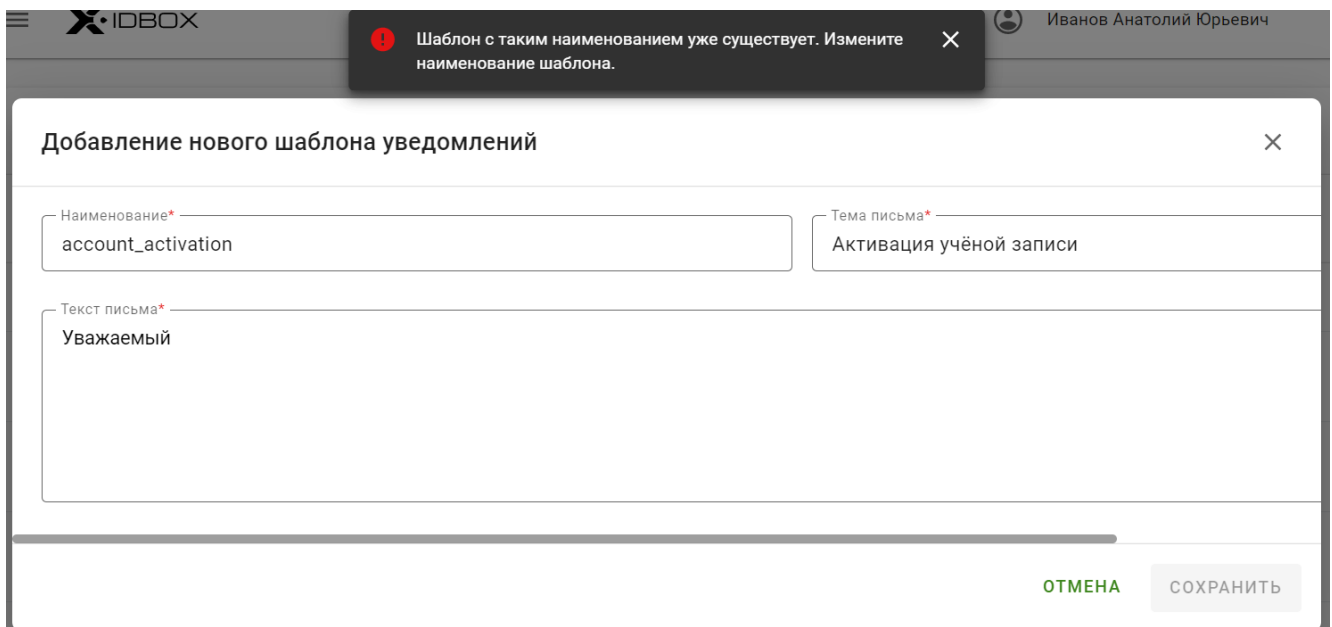 IDBOX
Иванов Анатолий Юрьевич
Шаблон с таким наименованием уже существует. Измените
наименование шаблона.
Добавление нового шаблона уведомлений
Наименование*
Тема письма*
account_activation
Активация учёной записи
Текст письма*
Уважаемый
ОТМЕНА
СОХРАНИТЬ